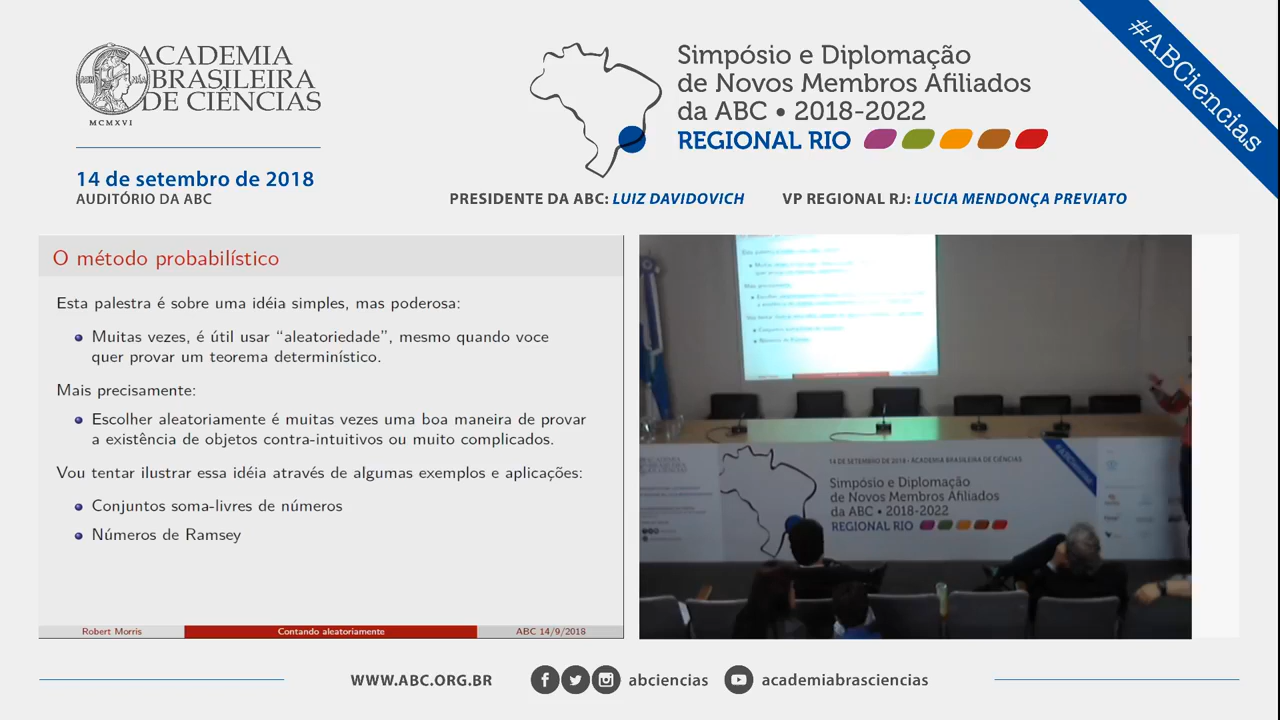 ACADEMIA
BRASILEIRA
DE CIÊNCIAS
MCMXVI
14 de setembro de 2018
AUDITÓRIO DA ABC
Simpósio e Diplomação
de Novos Membros Afiliados
da ABC • 2018-2022
REGIONAL RIO
#ABCiencias
PRESIDENTE DA ABC: LUIZ DAVIDOVICH
VP REGIONAL RJ: LUCIA MENDONÇA PREVIATO
O método probabilístico
Esta palestra é sobre uma idéia simples, mas poderosa:
Muitas vezes, é útil usar “aleatoriedade”, mesmo quando voce
quer provar um teorema determinístico.
Mais precisamente:
Escolher aleatoriamente é muitas vezes uma boa maneira de provar
a existência de objetos contra-intuitivos ou muito complicados.
Vou tentar ilustrar essa idéia através de algumas exemplos e aplicações:
Conjuntos soma-livres de números
Números de Ramsey
Robert Morris
Contando aleatoriamente
ABC 14/9/2018
14 DE SETEMBRO DE 2018 • ACADEMIA BRASILEIRA DE CIÊNCIAS
Simpósio e Diplomação
de Novos Membros Afiliados
da ABC • 2018-2022
REGIONAL RIO
WWW.ABC.ORG.BR
abciencias
academiabrasciencias